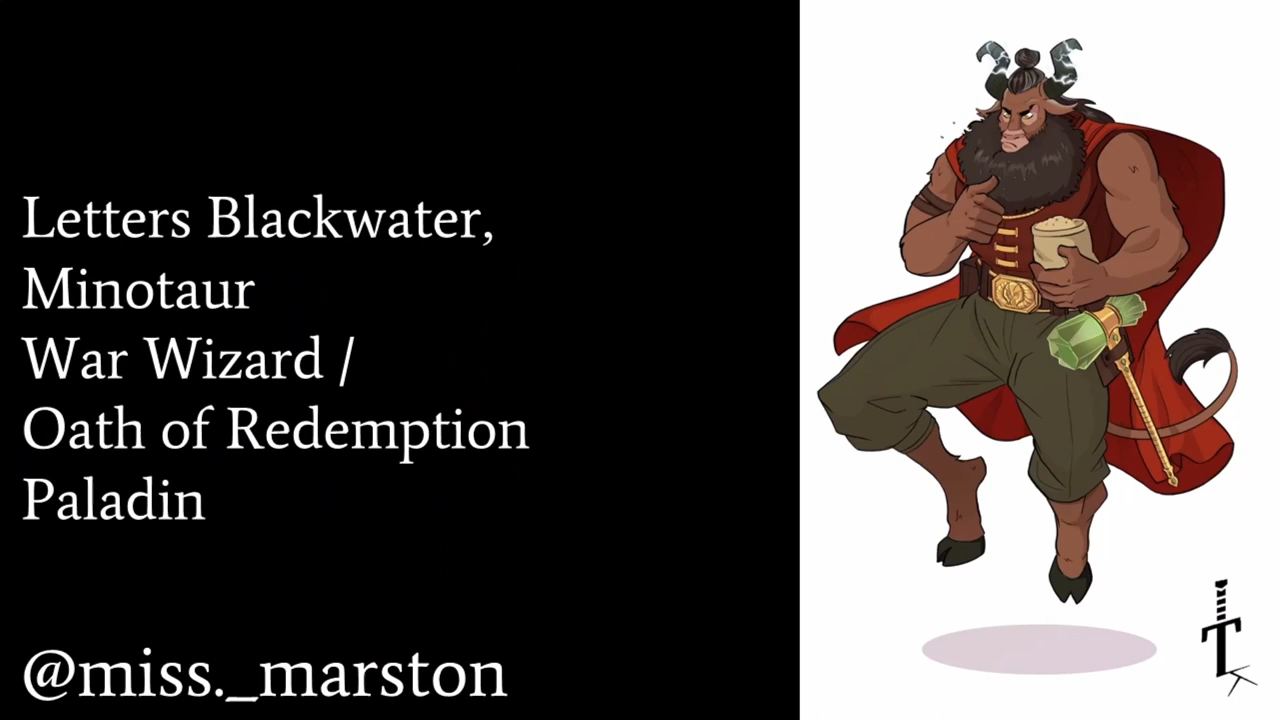 Letters Blackwater,
Minotaur
War Wizard /
Oath of Redemption
Paladin
@miss._marston